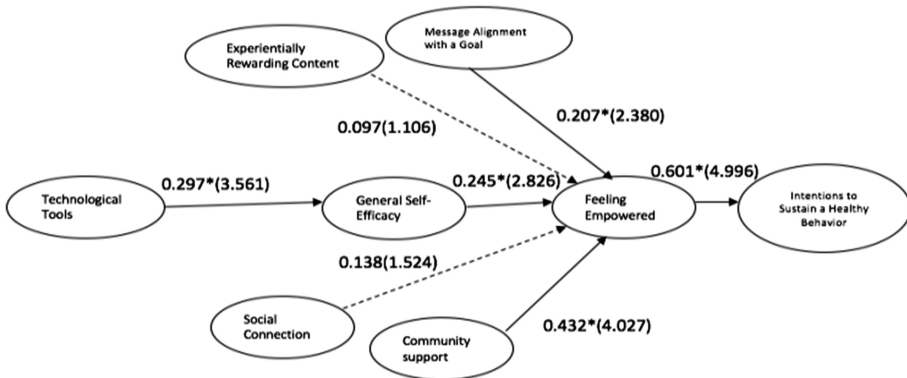 Message Alignment
with a Goal
Experientially
Rewarding Content
0.207*(2.380)
0.097(1.106)
0.297*(3.561)
0.245*(2.826)
0.601*(4.996)
Technological
Tools
General Self-
Efficacy
Feeling
Empowered
Intentions to
Sustain a Healthy
Behavior
0.138(1.524)
Social
Connection
0.432*(4.027)
Community
support